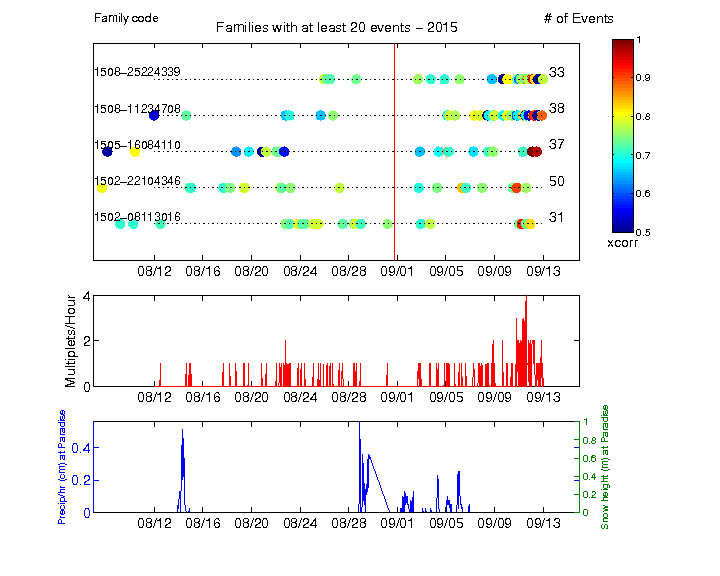 Family code
# of Events
Families with at least 20 events – 2015
1508–25224339 33
1508–11234708 38
1505–16084110 37
1502–22104346 50
1502–08113016 31
08/12 08/16 08/20 08/24 08/28 09/01 09/05 09/09 09/13
1
0.9
0.8
0.7
0.6
0.5
xcorr
Multiplets/Hour
4
2
0
08/12 08/16 08/20 08/24 08/28 09/01 09/05 09/09 09/13
Precip/hr (cm) at Paradise
0.4
0.2
0
08/12 08/16 08/20 08/24 08/28 09/01 09/05 09/09 09/13
1
0.8
0.6
0.4
0.2
0
Snow height (m) at Paradise